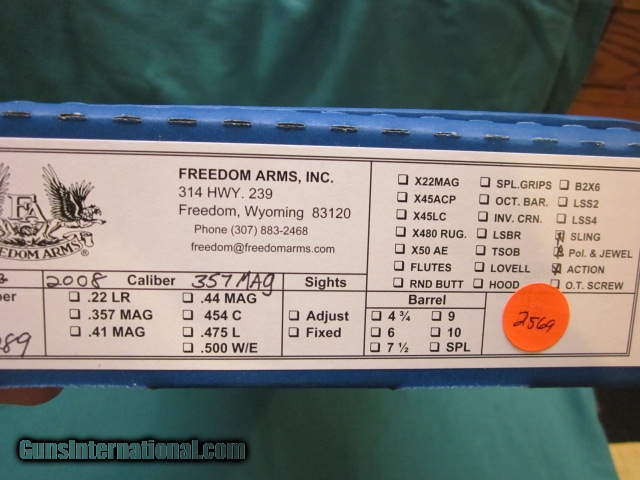 FREEDOM ARMS, INC.
314 HWY. 239
Freedom, Wyoming 83120
Phone (307) 883-2468
freedom@freedomarms.com
FA
FREEDOM ARMS®
X22MAG SPL.GRIPS B2X6
X45ACP OCT. BAR. LSS2
X45LC INV. CRN. LSS4
X480 RUG. LSBR SLING
X50 AE TSOB Pol. & JEWEL
FLUTES LOVELL ACTION
RND BUTT HOOD O.T. SCREW
2008 Caliber 357 MAG Sights
.22 LR .44 MAG
.357 MAG 454 C
.41 MAG .475 L
.500 W/E
Adjust
Fixed
Barrel
4 ¾ 9
6 10
7 ½ SPL
2569
89
GunsInternational.com